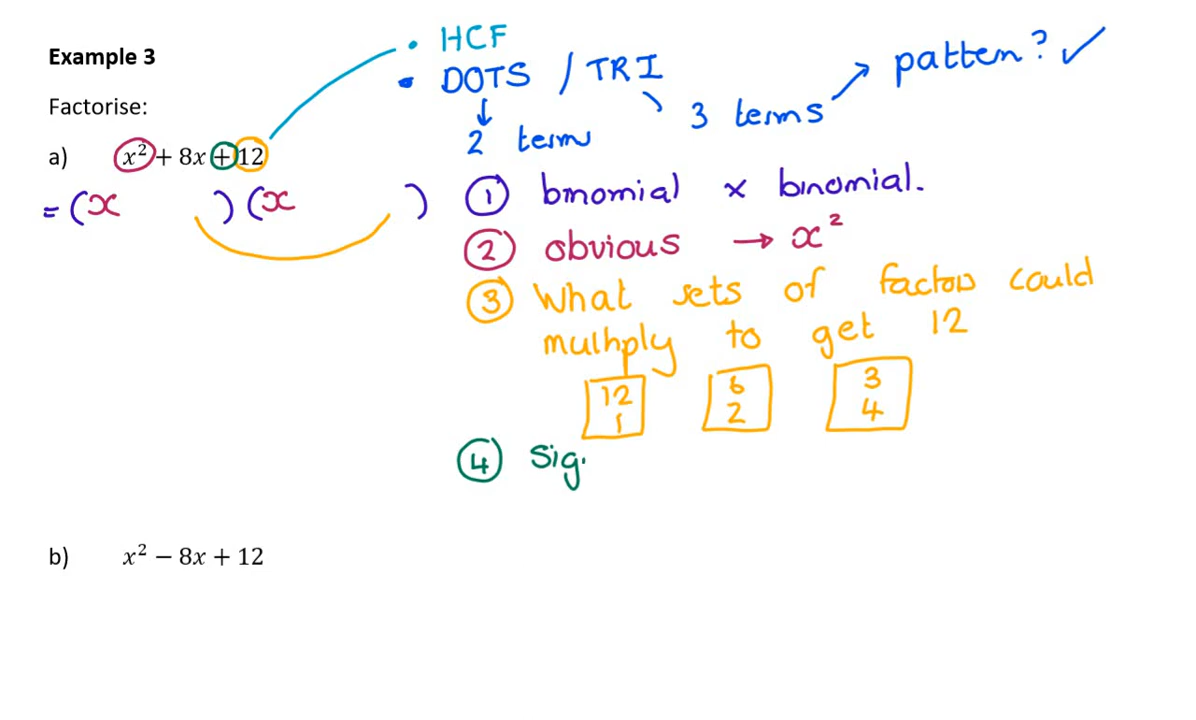 Example 3
Factorise:
a) x² + 8x + 12
= (x ) (x )
• HCF
• DOTS / TRI
↓
2 terms
3 terms → pattern? ✓
① binomial × binomial.
② obvious → x²
③ What sets of factors could
multiply to get 12
12 6 3
1 2 4
④ Sig.
b) x² − 8x + 12